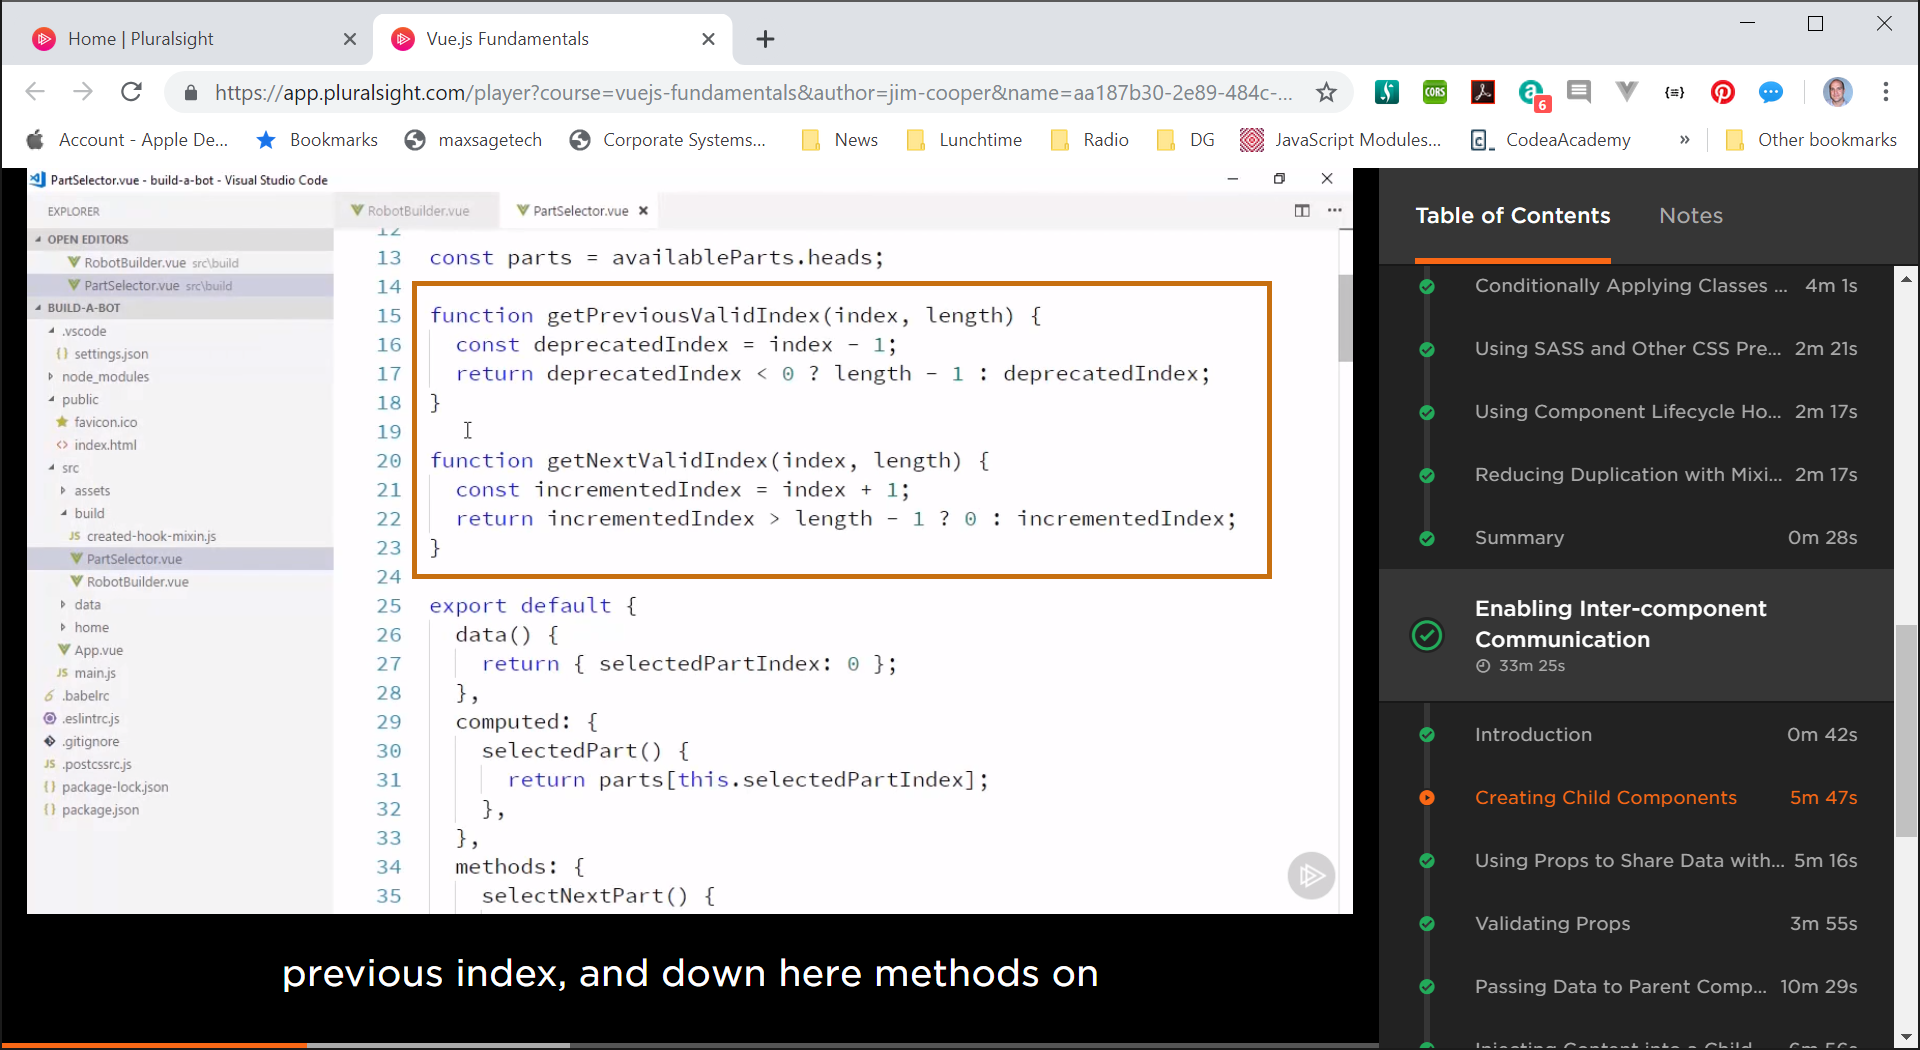 Home | Pluralsight
Vue.js Fundamentals
https://app.pluralsight.com/player?course=vuejs-fundamentals&author=jim-cooper&name=aa187b30-2e89-484c-...
CORS
6
Account - Apple De...
Bookmarks
maxsagetech
Corporate Systems...
News
Lunchtime
Radio
DG
JavaScript Modules...
CodeaAcademy
»
Other bookmarks
PartSelector.vue - build-a-bot - Visual Studio Code
EXPLORER
OPEN EDITORS
RobotBuilder.vue src\build
PartSelector.vue src\build
BUILD-A-BOT
.vscode
{} settings.json
node_modules
public
favicon.ico
<> index.html
src
assets
build
JS created-hook-mixin.js
PartSelector.vue
RobotBuilder.vue
data
home
App.vue
JS main.js
.babelrc
.eslintrc.js
.gitignore
JS .postcssrc.js
{} package-lock.json
{} package.json
RobotBuilder.vue
PartSelector.vue
12
13 const parts = availableParts.heads;
14
15 function getPreviousValidIndex(index, length) {
16 const deprecatedIndex = index - 1;
17 return deprecatedIndex < 0 ? length - 1 : deprecatedIndex;
18 }
19
20 function getNextValidIndex(index, length) {
21 const incrementedIndex = index + 1;
22 return incrementedIndex > length - 1 ? 0 : incrementedIndex;
23 }
24
25 export default {
26 data() {
27 return { selectedPartIndex: 0 };
28 },
29 computed: {
30 selectedPart() {
31 return parts[this.selectedPartIndex];
32 },
33 },
34 methods: {
35 selectNextPart() {
previous index, and down here methods on
Table of Contents
Notes
Conditionally Applying Classes ... 4m 1s
Using SASS and Other CSS Pre... 2m 21s
Using Component Lifecycle Ho... 2m 17s
Reducing Duplication with Mixi... 2m 17s
Summary 0m 28s
Enabling Inter-component
Communication
33m 25s
Introduction 0m 42s
Creating Child Components 5m 47s
Using Props to Share Data with... 5m 16s
Validating Props 3m 55s
Passing Data to Parent Comp... 10m 29s
Injecting Content into a Child 6m 56s